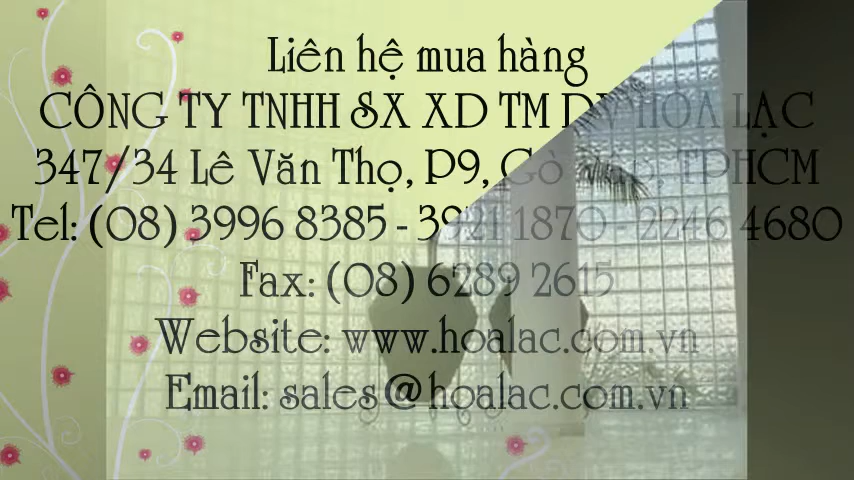 Liên hệ mua hàng
CÔNG TY TNHH SX XD TM DV HOA LẠC
347/34 Lê Văn Thọ, P9, Gò Vấp, TPHCM
Tel: (08) 3996 8385 - 3921 1870 - 2246 4680
Fax: (08) 6289 2615
Website: www.hoalac.com.vn
Email: sales@hoalac.com.vn